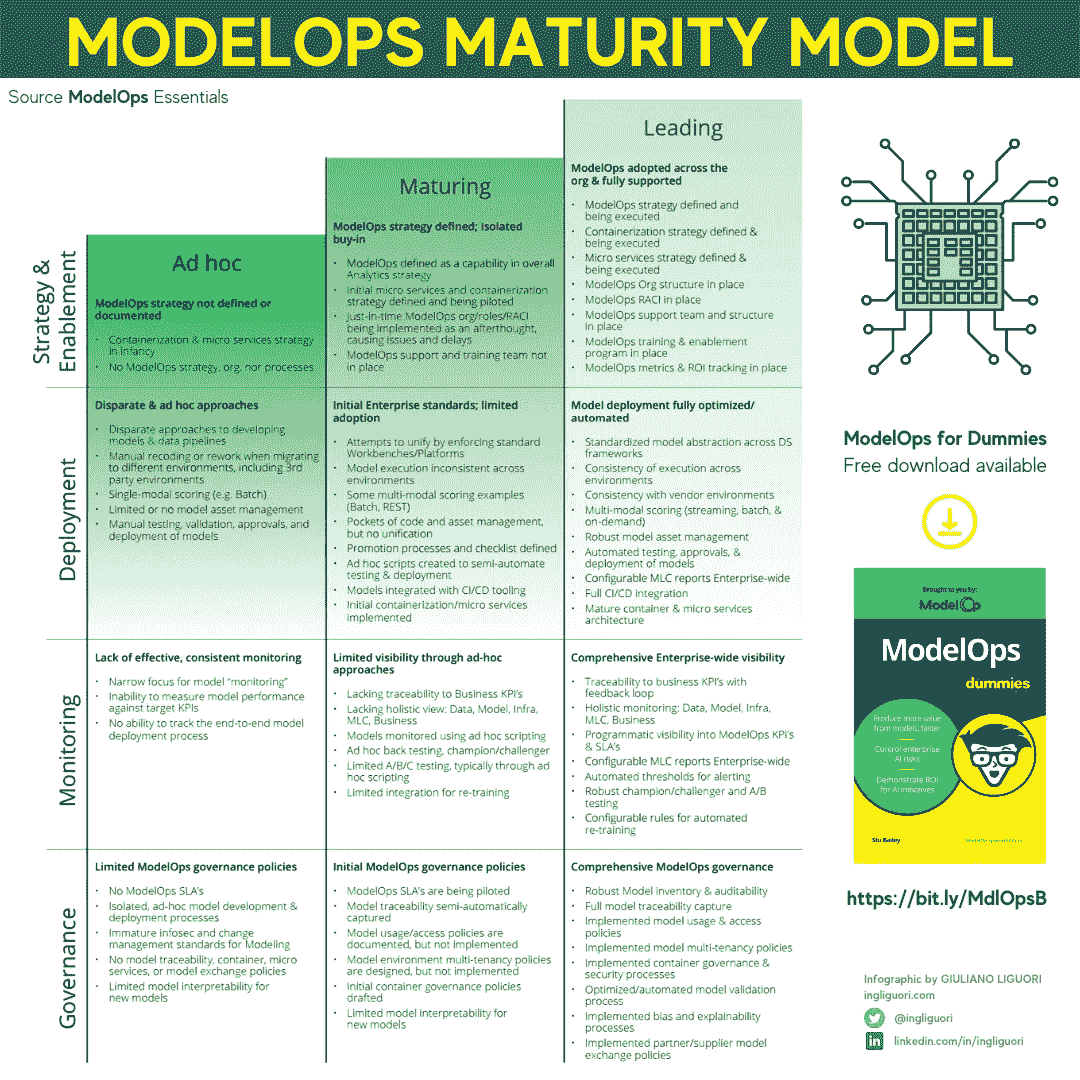 MODELOPS MATURITY MODEL
Source ModelOps Essentials
Strategy &
Enablement
Ad hoc
ModelOps strategy not defined or
documented
• Containerization & micro services strategy
in infancy
• No ModelOps strategy, org, nor processes
Maturing
ModelOps strategy defined; Isolated
buy-in
• ModelOps defined as a capability in overall
Analytics strategy
• Initial micro services and containerization
strategy defined and being piloted
• Just-in-time ModelOps org/roles/RACI
being implemented as an afterthought,
causing issues and delays
• ModelOps support and training team not
in place
Leading
ModelOps adopted across the
org & fully supported
• ModelOps strategy defined and
being executed
• Containerization strategy defined &
being executed
• Micro services strategy defined &
being executed
• ModelOps Org structure in place
• ModelOps RACI in place
• ModelOps support team and structure
in place
• ModelOps training & enablement
program in place
• ModelOps metrics & ROI tracking in place
Deployment
Disparate & ad hoc approaches
• Disparate approaches to developing
models & data pipelines
• Manual recoding or rework when migrating
to different environments, including 3rd
party environments
• Single-modal scoring (e.g. Batch)
• Limited or no model asset management
• Manual testing, validation, approvals, and
deployment of models
Initial Enterprise standards; limited
adoption
• Attempts to unify by enforcing standard
Workbenches/Platforms
• Model execution inconsistent across
environments
• Some multi-modal scoring examples
(Batch, REST)
• Pockets of code and asset management,
but no unification
• Promotion processes and checklist defined
• Ad hoc scripts created to semi-automate
testing & deployment
• Models integrated with CI/CD tooling
• Initial containerization/micro services
implemented
Model deployment fully optimized/
automated
• Standardized model abstraction across DS
frameworks
• Consistency of execution across
environments
• Consistency with vendor environments
• Multi-modal scoring (streaming, batch, &
on-demand)
• Robust model asset management
• Automated testing, approvals, &
deployment of models
• Configurable MLC reports Enterprise-wide
• Full CI/CD integration
• Mature container & micro services
architecture
Monitoring
Lack of effective, consistent monitoring
• Narrow focus for model "monitoring"
• Inability to measure model performance
against target KPIs
• No ability to track the end-to-end model
deployment process
Limited visibility through ad-hoc
approaches
• Lacking traceability to Business KPI's
• Lacking holistic view: Data, Model, Infra,
MLC, Business
• Models monitored using ad hoc scripting
• Ad hoc back testing, champion/challenger
• Limited A/B/C testing, typically through ad
hoc scripting
• Limited integration for re-training
Comprehensive Enterprise-wide visibility
• Traceability to business KPI's with
feedback loop
• Holistic monitoring: Data, Model, Infra,
MLC, Business
• Programmatic visibility into ModelOps KPI's
& SLA's
• Configurable MLC reports Enterprise-wide
• Automated thresholds for alerting
• Robust champion/challenger and A/B
testing
• Configurable rules for automated
re-training
Governance
Limited ModelOps governance policies
• No ModelOps SLA's
• Isolated, ad-hoc model development &
deployment processes
• Immature infosec and change
management standards for Modeling
• No model traceability, container, micro
services, or model exchange policies
• Limited model interpretability for
new models
Initial ModelOps governance policies
• ModelOps SLA's are being piloted
• Model traceability semi-automatically
captured
• Model usage/access policies are
documented, but not implemented
• Model environment multi-tenancy policies
are designed, but not implemented
• Initial container governance policies
drafted
• Limited model interpretability for
new models
Comprehensive ModelOps governance
• Robust Model inventory & auditability
• Full model traceability capture
• Implemented model usage & access
policies
• Implemented model multi-tenancy policies
• Implemented container governance &
security processes
• Optimized/automated model validation
process
• Implemented bias and explainability
processes
• Implemented partner/supplier model
exchange policies
ModelOps for Dummies
Free download available
Brought to you by:
ModelOp
ModelOps
dummies
Produce more value
from models, faster
Control enterprise
AI risks
Demonstrate ROI
for AI initiatives
Stu Bailey
https://bit.ly/MdlOpsB
Infographic by GIULIANO LIGUORI
ingliguori.com
@ingliguori
linkedin.com/in/ingliguori